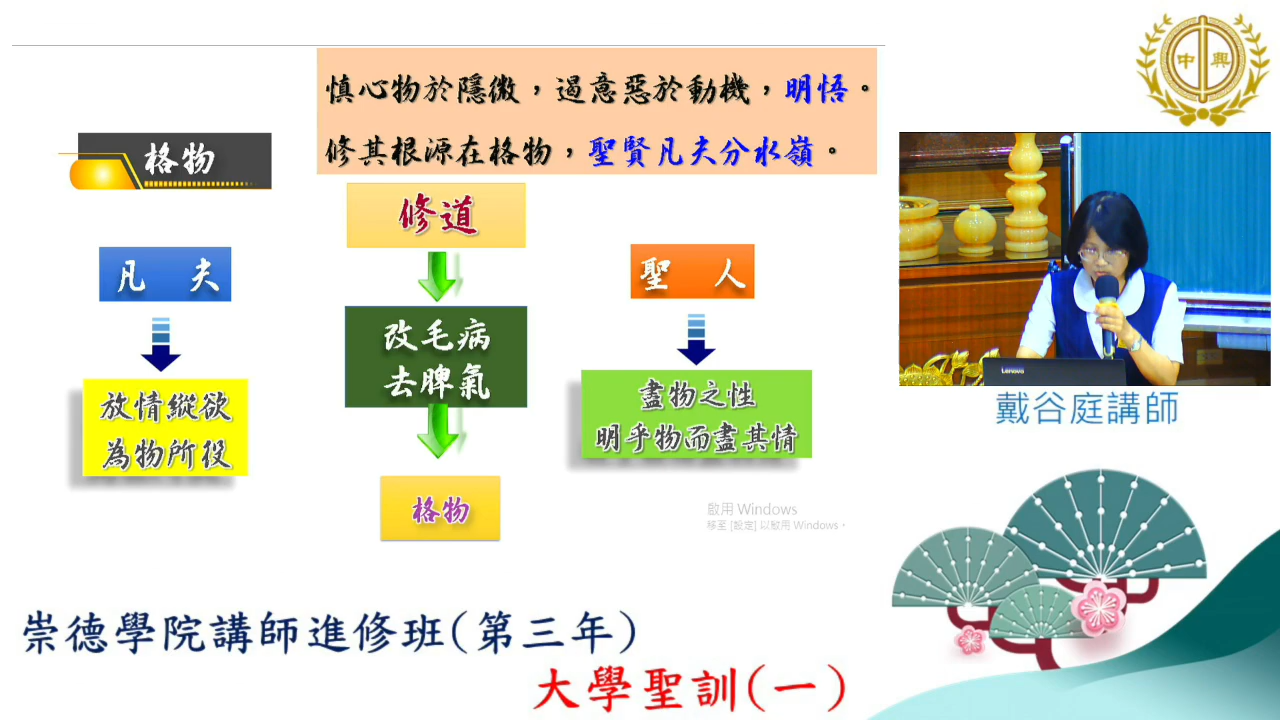 慎心物於隱微，過意惡於動機，明悟。
修其根源在格物，聖賢凡夫分水嶺。
格物
修道
凡 夫
聖 人
改毛病
去脾氣
放情縱欲
為物所役
盡物之性
明乎物而盡其情
格物
中興
Lenovo
戴谷庭講師
啟用 Windows
移至 [設定] 以啟用 Windows。
崇德學院講師進修班(第三年)
大學聖訓(一)